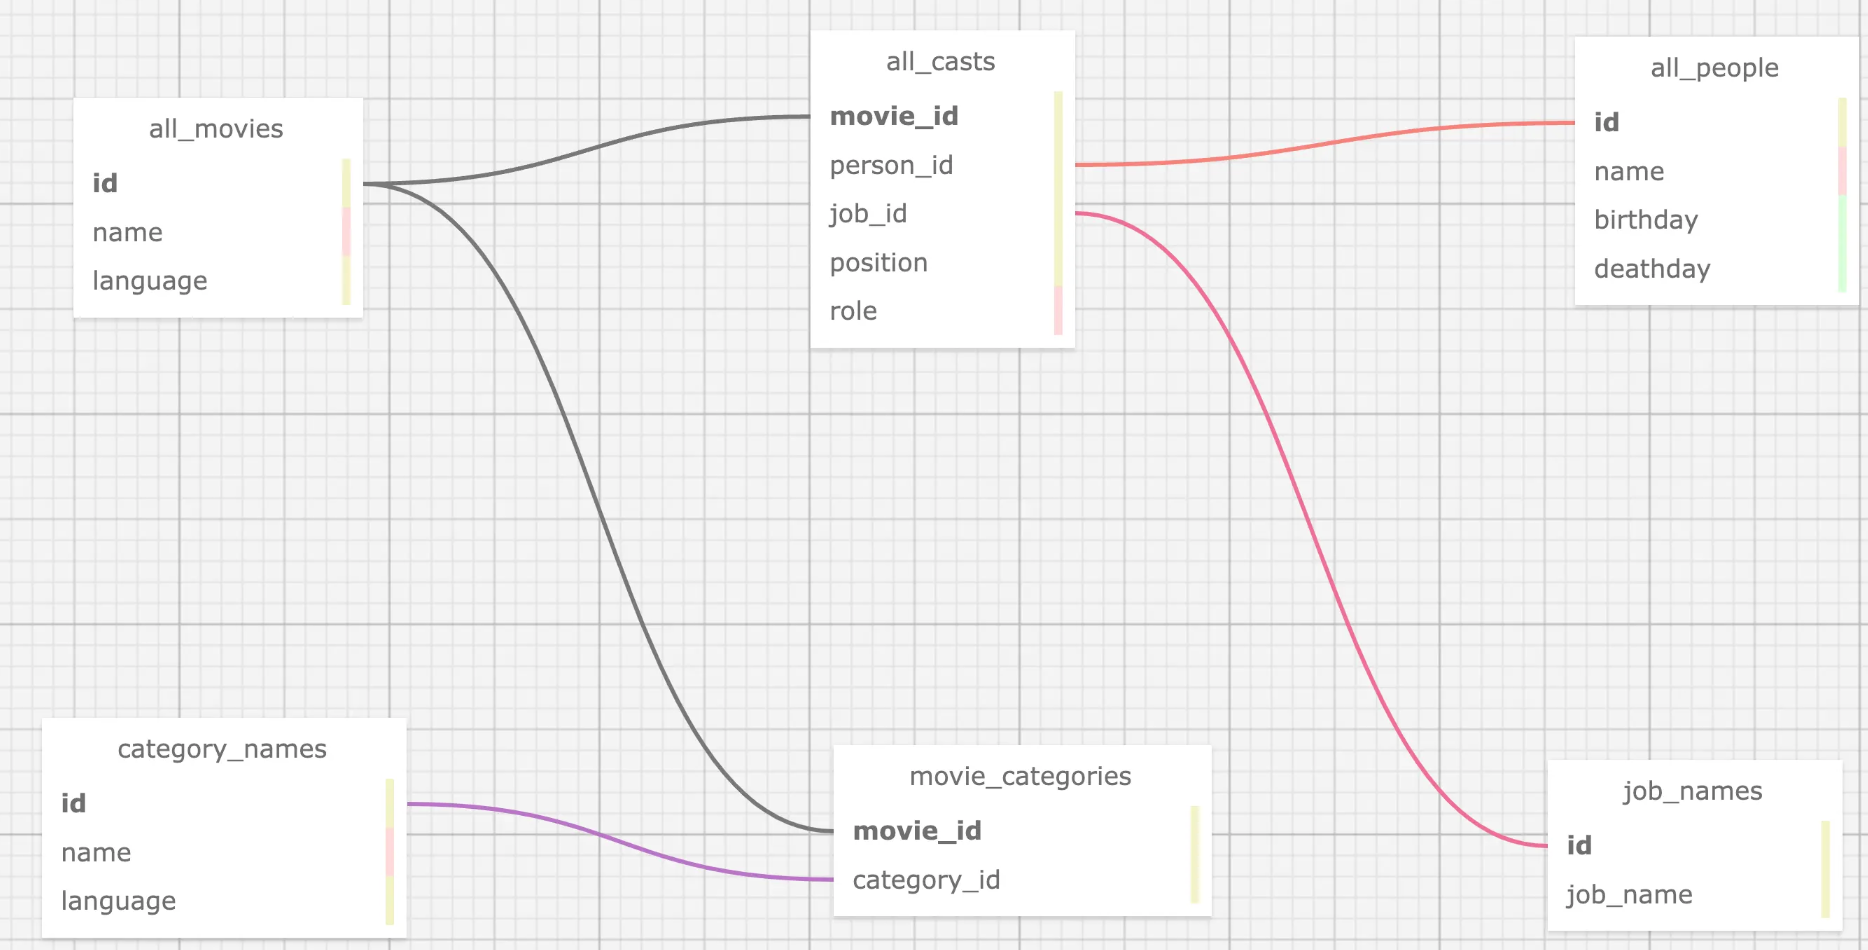 all_movies
id
name
language
all_casts
movie_id
person_id
job_id
position
role
all_people
id
name
birthday
deathday
category_names
id
name
language
movie_categories
movie_id
category_id
job_names
id
job_name